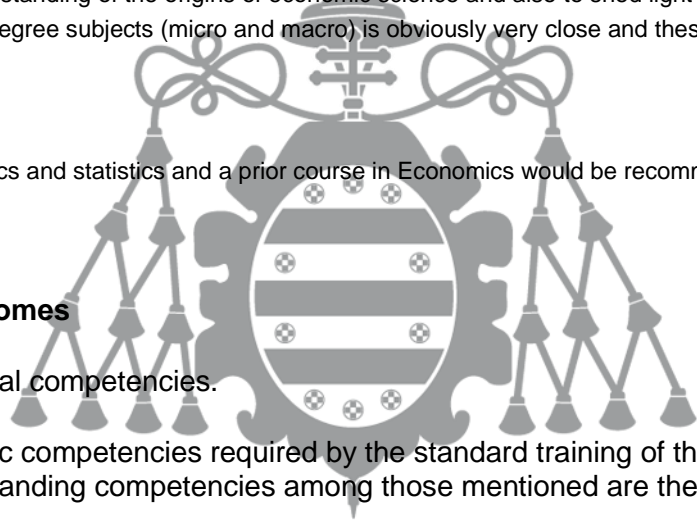 standing of the origins of economic science and also to shed light
egree subjects (micro and macro) is obviously very close and thes
cs and statistics and a prior course in Economics would be recomm
omes
al competencies.
c competencies required by the standard training of th
anding competencies among those mentioned are the